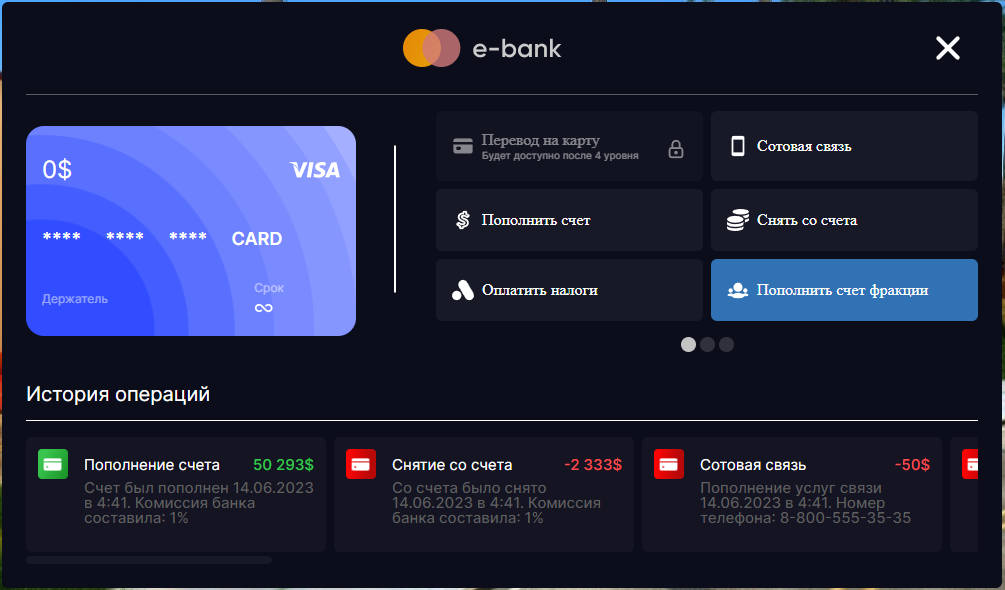 e-bank
0$
VISA
**** **** **** CARD
Держатель
Срок
∞
Перевод на карту
Будет доступно после 4 уровня
Сотовая связь
Пополнить счет
Снять со счета
Оплатить налоги
Пополнить счет фракции
История операций
Пополнение счета 50 293$
Счет был пополнен 14.06.2023
в 4:41. Комиссия банка
составила: 1%
Снятие со счета -2 333$
Со счета было снято
14.06.2023 в 4:41. Комиссия
банка составила: 1%
Сотовая связь -50$
Пополнение услуг связи
14.06.2023 в 4:41. Номер
телефона: 8-800-555-35-35